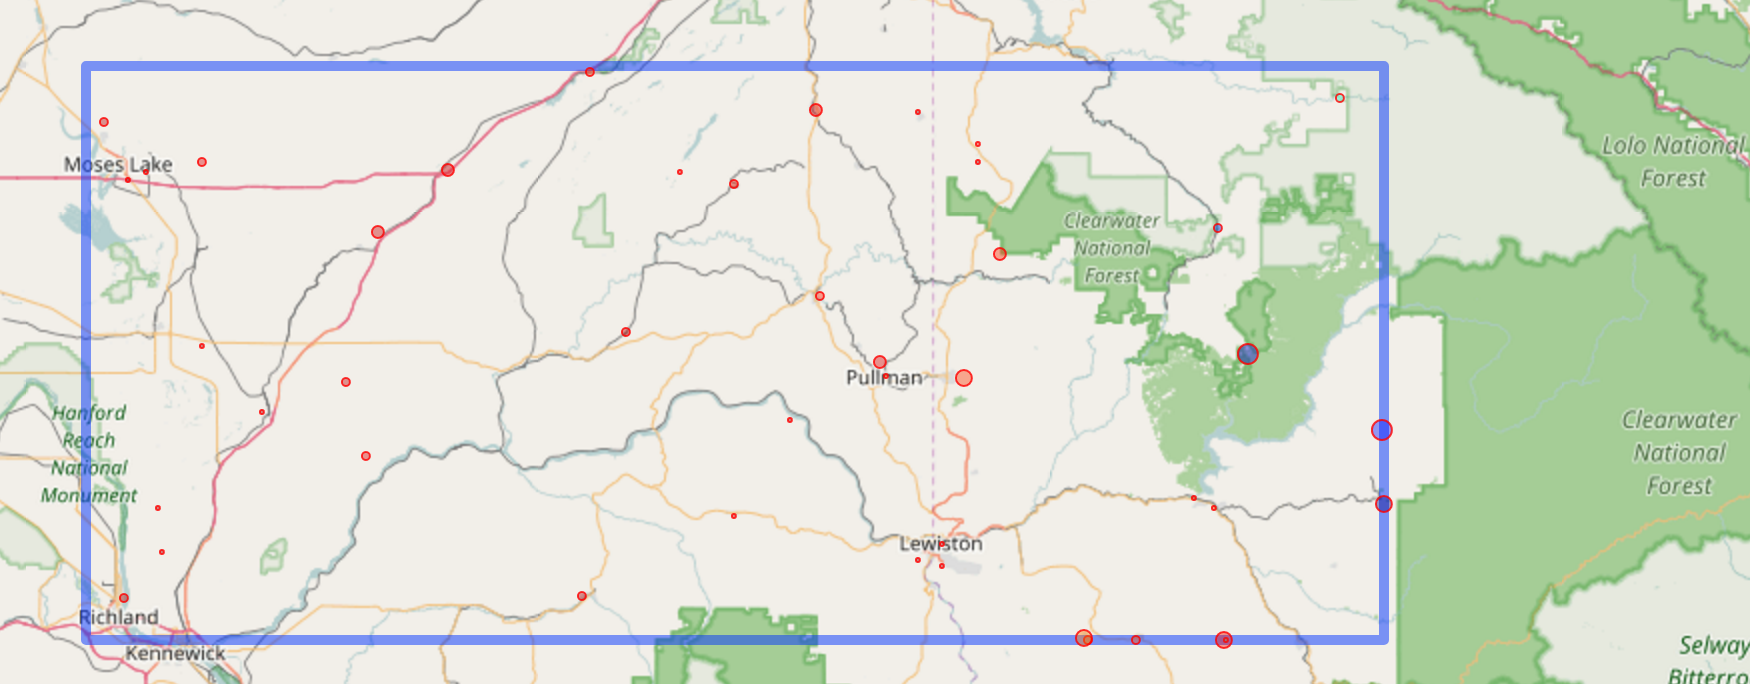 Lolo National
Forest
Moses Lake
Clearwater
National
Forest
Pullman
Hanford
Reach
National
Monument
Clearwater
National
Forest
Lewiston
Richland
Kennewick
Selway
Bitterro